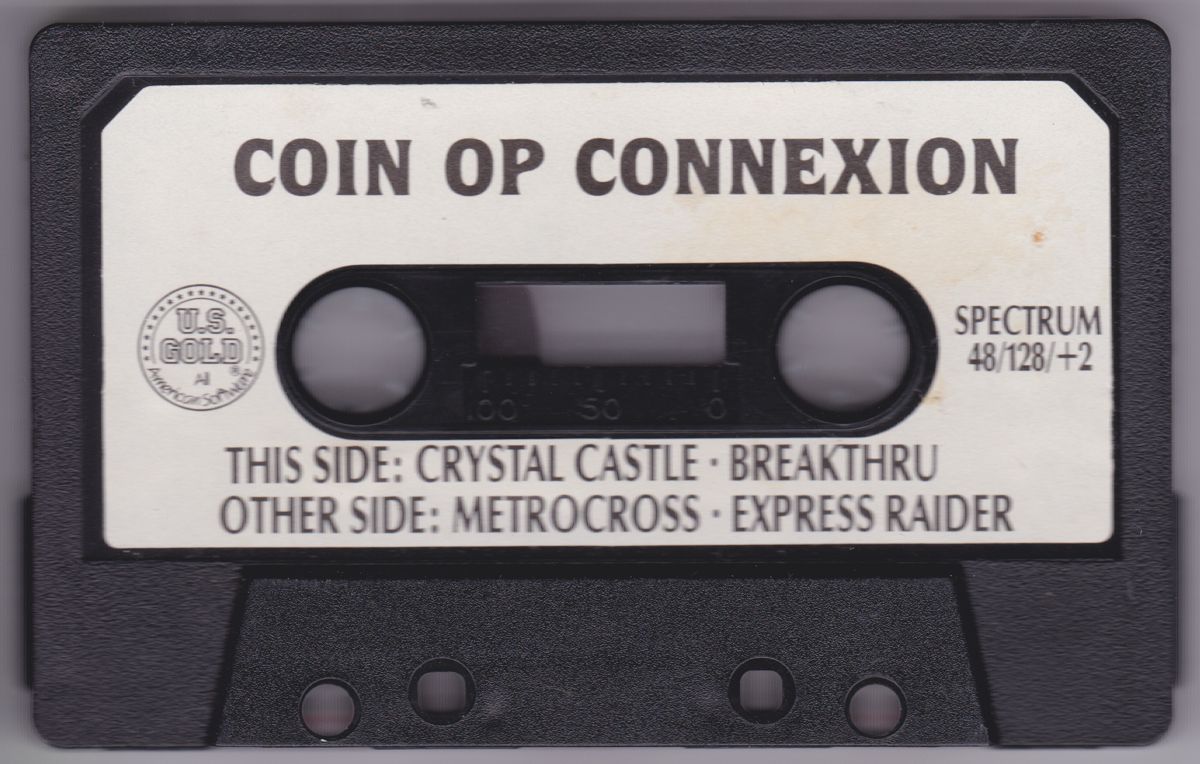 COIN OP CONNEXION
U.S.
GOLD®
All
American Software
SPECTRUM
48/128/+2
100 50 0
THIS SIDE: CRYSTAL CASTLE · BREAKTHRU
OTHER SIDE: METROCROSS · EXPRESS RAIDER